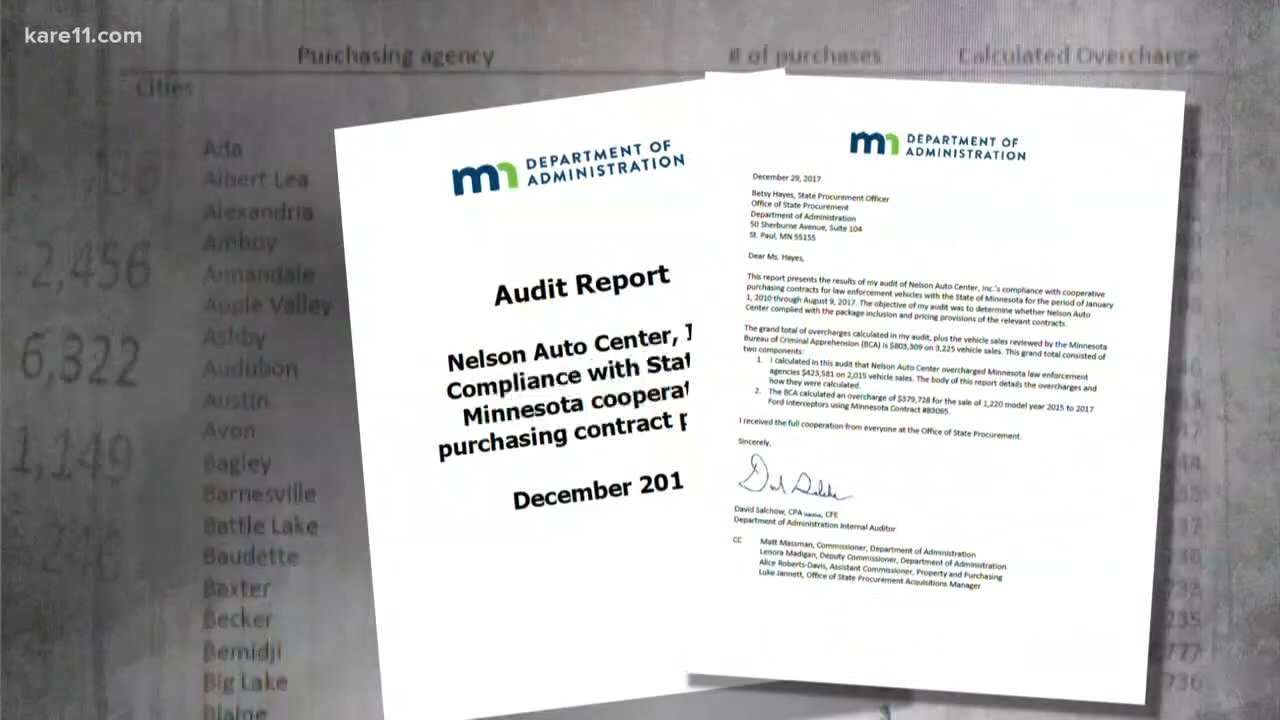 kare11.com
Purchasing agency
# of purchases
Calculated Overcharge
Cities
Ada
Albert Lea
Alexandria
Amboy
Annandale
Apple Valley
Ashby
Audubon
Austin
Avon
Bagley
Barnesville
Battle Lake
Baudette
Baxter
Becker
Bemidji
Big Lake
Blaine
2,456
6,322
1,149
mn DEPARTMENT OF
ADMINISTRATION
Audit Report
Nelson Auto Center, I
Compliance with Stat
Minnesota cooperat
purchasing contract p
December 201
mn DEPARTMENT OF
ADMINISTRATION
December 29, 2017
Betsy Hayes, State Procurement Officer
Office of State Procurement
Department of Administration
50 Sherburne Avenue, Suite 104
St. Paul, MN 55155
Dear Ms. Hayes,
This report presents the results of my audit of Nelson Auto Center, Inc.'s compliance with cooperative
purchasing contracts for law enforcement vehicles with the State of Minnesota for the period of January
1, 2010 through August 9, 2017. The objective of my audit was to determine whether Nelson Auto
Center complied with the package inclusion and pricing provisions of the relevant contracts.
The grand total of overcharges calculated in my audit, plus the vehicle sales reviewed by the Minnesota
Bureau of Criminal Apprehension (BCA) is $803,309 on 3,225 vehicle sales. This grand total consisted of
two components:
1. I calculated in this audit that Nelson Auto Center overcharged Minnesota law enforcement
agencies $423,581 on 2,015 vehicle sales. The body of this report details the overcharges and
how they were calculated.
2. The BCA calculated an overcharge of $379,728 for the sale of 1,220 model year 2015 to 2017
Ford Interceptors using Minnesota Contract #83065.
I received the full cooperation from everyone at the Office of State Procurement.
Sincerely,
David Salchow, CPA CFE
Department of Administration Internal Auditor
CC Matt Massman, Commissioner, Department of Administration
Lenora Madigan, Deputy Commissioner, Department of Administration
Alice Roberts-Davis, Assistant Commissioner, Property and Purchasing
Luke Jannett, Office of State Procurement Acquisitions Manager